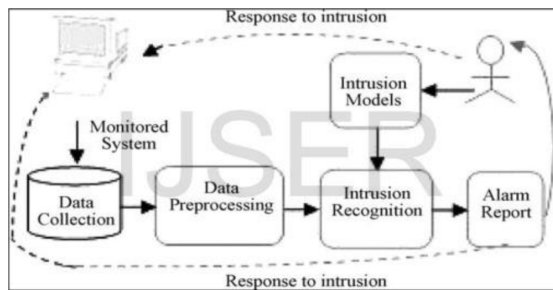 Response to intrusion
Intrusion
Models
Monitored
System
Data
Collection
Data
Preprocessing
Intrusion
Recognition
Alarm
Report
Response to intrusion
IJSER